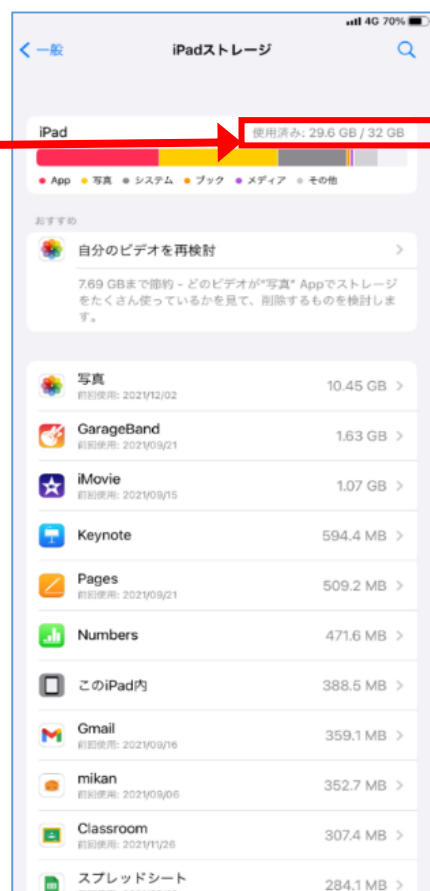 4G 70%
一般
iPadストレージ
iPad
使用済み: 29.6 GB / 32 GB
App 写真 システム ブック メディア その他
おすすめ
自分のビデオを再検討
7.69 GBまで節約 – どのビデオが“写真” Appでストレージ
をたくさん使っているかを見て、削除するものを検討しま
す。
写真
10.45 GB
前回使用: 2021/12/02
GarageBand
1.63 GB
前回使用: 2021/09/21
iMovie
1.07 GB
前回使用: 2021/09/15
Keynote
594.4 MB
Pages
509.2 MB
前回使用: 2021/09/21
Numbers
471.6 MB
このiPad内
388.5 MB
Gmail
359.1 MB
前回使用: 2021/09/16
mikan
352.7 MB
前回使用: 2021/09/06
Classroom
307.4 MB
前回使用: 2021/11/26
スプレッドシート
284.1 MB